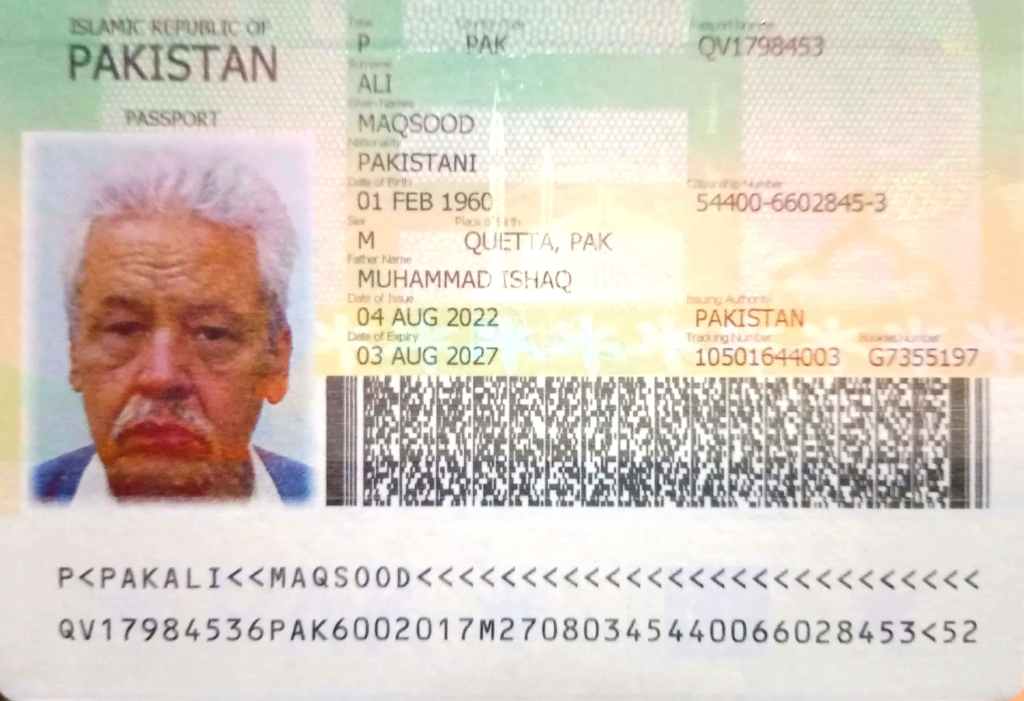 ISLAMIC REPUBLIC OF
PAKISTAN
PASSPORT
Type Country Code Passport Number
P PAK QV1798453
Surname
ALI
Given Names
MAQSOOD
Nationality
PAKISTANI
Date of Birth Citizenship Number
01 FEB 1960 54400-6602845-3
Sex Place of Birth
M QUETTA, PAK
Father Name
MUHAMMAD ISHAQ
Date of Issue Issuing Authority
04 AUG 2022 PAKISTAN
Date of Expiry Tracking Number Booklet Number
03 AUG 2027 10501644003 G7355197
P<PAKALI<<MAQSOOD<<<<<<<<<<<<<<<<<<<<<<<<<<<
QV17984536PAK6002017M27080345440066028453<52